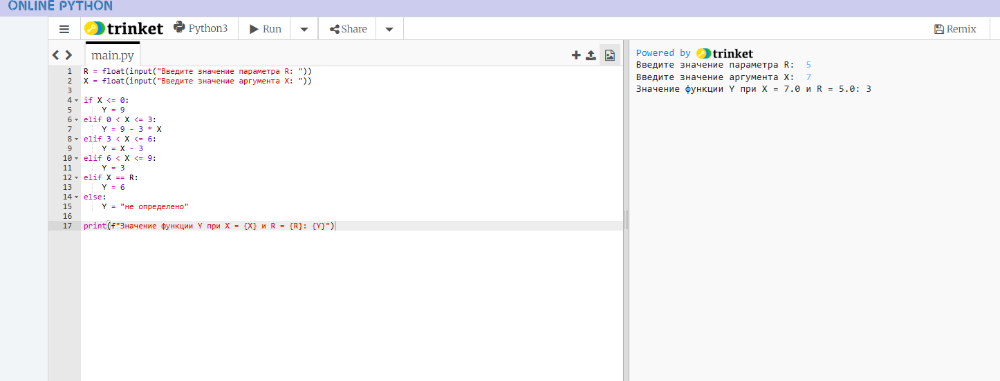 ONLINE PYTHON
trinket Python3 Run Share Remix
main.py
1 R = float(input("Введите значение параметра R: "))
2 X = float(input("Введите значение аргумента X: "))
3
4 if X <= 0:
5 Y = 9
6 elif 0 < X <= 3:
7 Y = 9 - 3 * X
8 elif 3 < X <= 6:
9 Y = X - 3
10 elif 6 < X <= 9:
11 Y = 3
12 elif X == R:
13 Y = 6
14 else:
15 Y = "не определено"
16
17 print(f"Значение функции Y при X = {X} и R = {R}: {Y}")
Powered by trinket
Введите значение параметра R: 5
Введите значение аргумента X: 7
Значение функции Y при X = 7.0 и R = 5.0: 3